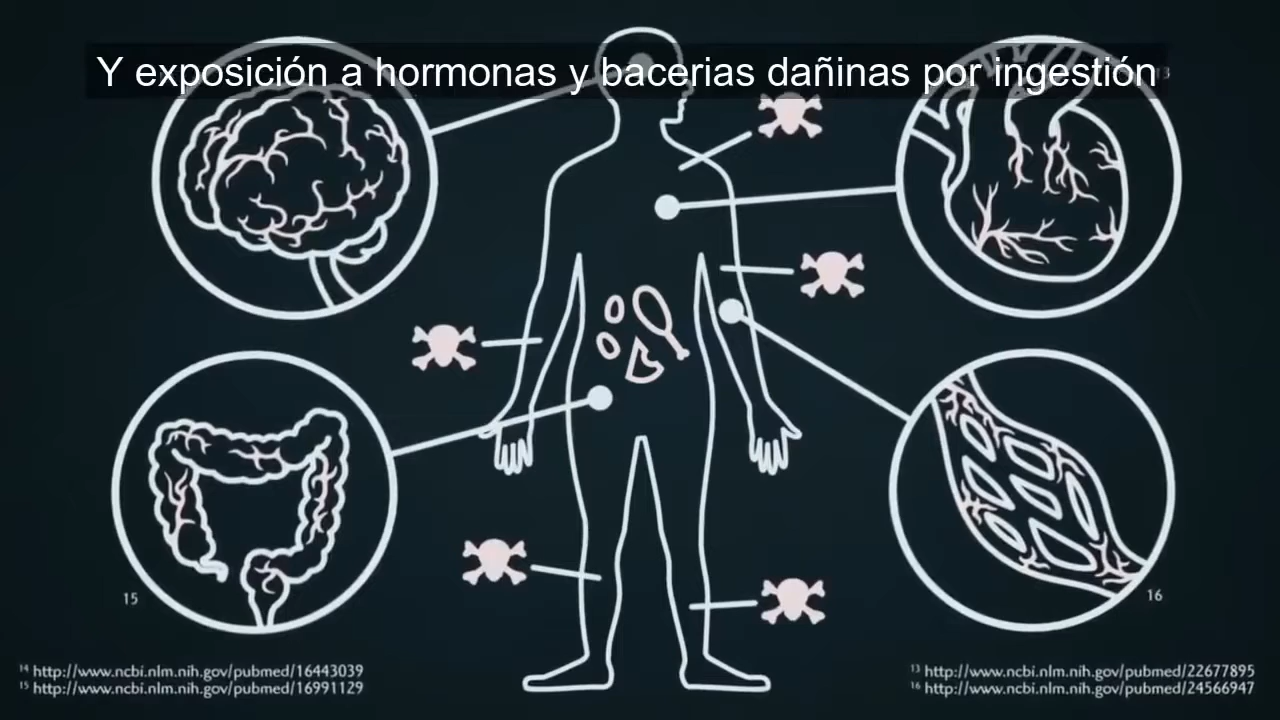 Y exposición a hormonas y bacerias dañinas por ingestión
13
15
16
14 http://www.ncbi.nlm.nih.gov/pubmed/16443039
15 http://www.ncbi.nlm.nih.gov/pubmed/16991129
13 http://www.ncbi.nlm.nih.gov/pubmed/22677895
16 http://www.ncbi.nlm.nih.gov/pubmed/24566947